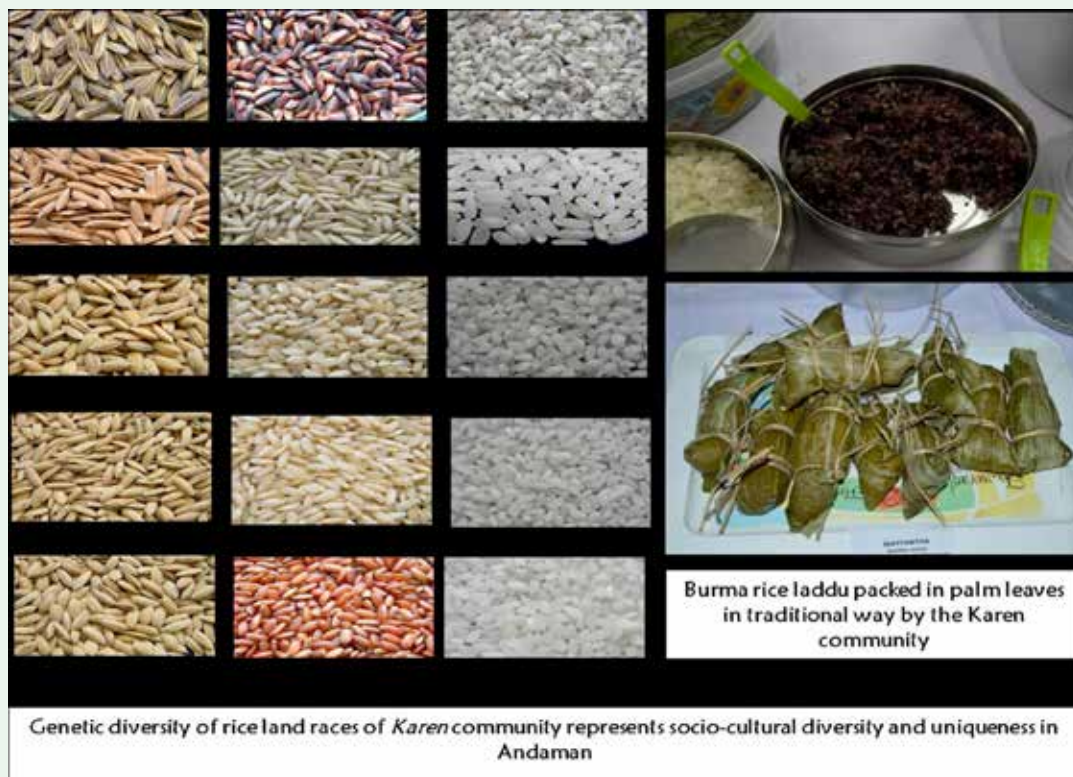 Burma rice laddu packed in palm leaves
in traditional way by the Karen
community
Genetic diversity of rice land races of Karen community represents socio-cultural diversity and uniqueness in
Andaman